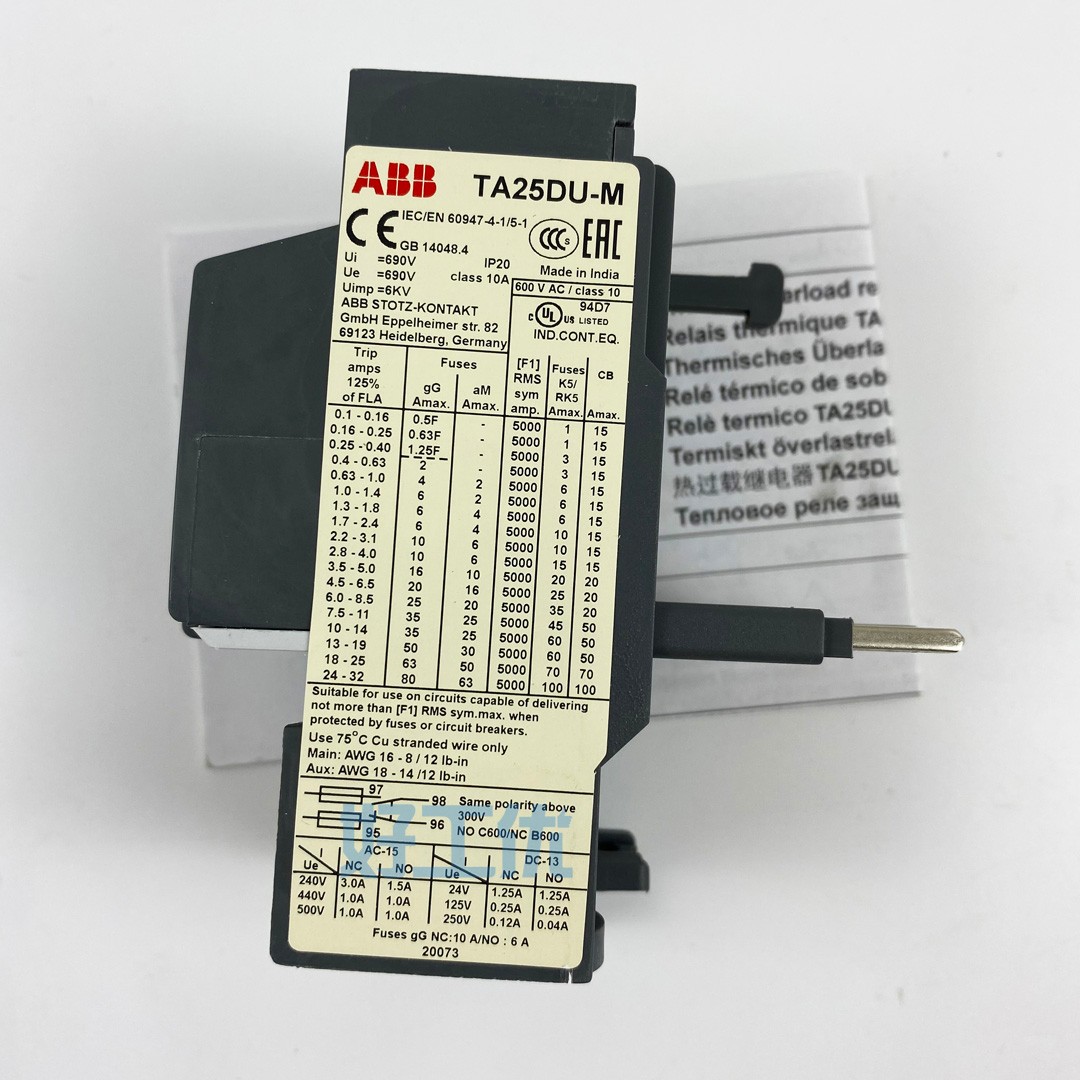 ABB TA25DU-M
CE IEC/EN 60947-4-1/5-1
GB 14048.4
CCC S EAC
Ui =690V IP20
Ue =690V class 10A
Uimp =6KV
Made in India
ABB STOTZ-KONTAKT
GmbH Eppelheimer str. 82
69123 Heidelberg, Germany
600 V AC / class 10
94D7
c UL us LISTED
IND.CONT.EQ.
Trip amps 125% of FLA
Fuses
gG Amax. aM Amax.
[F1] RMS sym amp.
Fuses K5/ RK5 Amax.
CB Amax.
0.1 - 0.16 0.5F - 5000 1 15
0.16 - 0.25 0.63F - 5000 1 15
0.25 - 0.40 1.25F - 5000 3 15
0.4 - 0.63 2 - 5000 3 15
0.63 - 1.0 4 2 5000 6 15
1.0 - 1.4 6 2 5000 6 15
1.3 - 1.8 6 4 5000 6 15
1.7 - 2.4 6 4 5000 10 15
2.2 - 3.1 10 6 5000 10 15
2.8 - 4.0 10 6 5000 15 15
3.5 - 5.0 16 10 5000 20 20
4.5 - 6.5 20 16 5000 25 20
6.0 - 8.5 25 20 5000 35 20
7.5 - 11 35 25 5000 45 50
10 - 14 35 25 5000 60 50
13 - 19 50 30 5000 60 50
18 - 25 63 50 5000 70 70
24 - 32 80 63 5000 100 100
Suitable for use on circuits capable of delivering
not more than [F1] RMS sym.max. when
protected by fuses or circuit breakers.
Use 75°C Cu stranded wire only
Main: AWG 16 - 8 / 12 lb-in
Aux: AWG 18 - 14 /12 lb-in
97 98 Same polarity above
300V
95 96 NO C600/NC B600
好工优
I AC-15 I DC-13
Ue NC NO Ue NC NO
240V 3.0A 1.5A 24V 1.25A 1.25A
440V 1.0A 1.0A 125V 0.25A 0.25A
500V 1.0A 1.0A 250V 0.12A 0.04A
Fuses gG NC:10 A/NO : 6 A
20073
erload re
Relais thermique TA
Thermisches Überla
Relé térmico de sob
Relè termico TA25DU
Termiskt överlastrel
热过载继电器 TA25DU
Тепловое реле защ